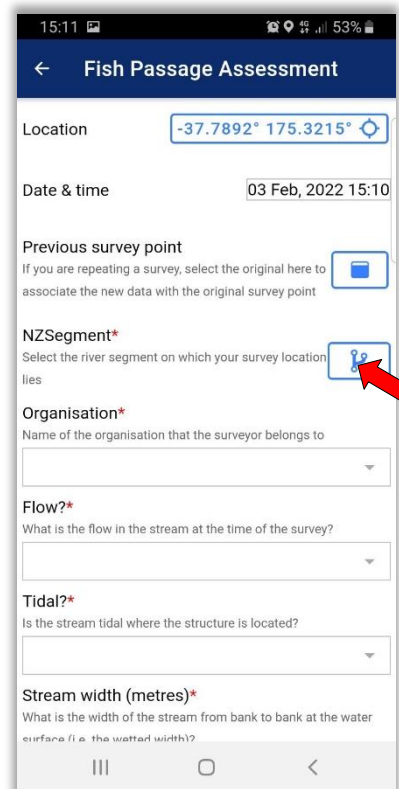 15:11 4G 53%
Fish Passage Assessment
Location -37.7892° 175.3215°
Date & time 03 Feb, 2022 15:10
Previous survey point
If you are repeating a survey, select the original here to
associate the new data with the original survey point
NZSegment*
Select the river segment on which your survey location
lies
Organisation*
Name of the organisation that the surveyor belongs to
Flow?*
What is the flow in the stream at the time of the survey?
Tidal?*
Is the stream tidal where the structure is located?
Stream width (metres)*
What is the width of the stream from bank to bank at the water
surface (i.e. the wetted width)?